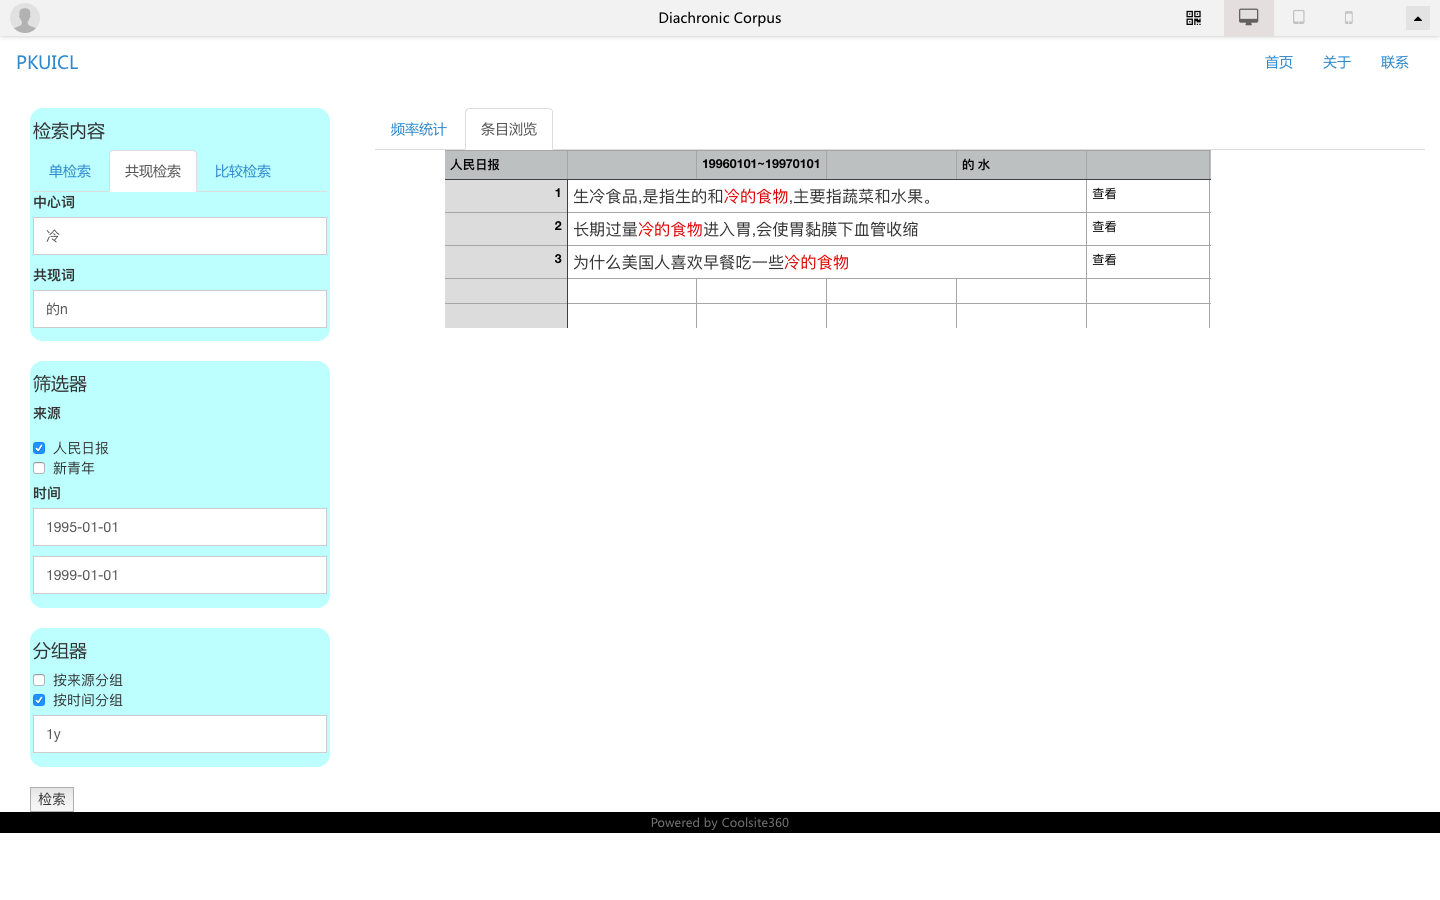 Diachronic Corpus
PKUICL
首页 关于 联系
检索内容
单检索 共现检索 比较检索
中心词
冷
共现词
的n
筛选器
来源
人民日报
新青年
时间
1995-01-01
1999-01-01
分组器
按来源分组
按时间分组
1y
检索
频率统计 条目浏览
人民日报 19960101~19970101 的 水
1 生冷食品,是指生的和冷的食物,主要指蔬菜和水果。 查看
2 长期过量冷的食物进入胃,会使胃黏膜下血管收缩 查看
3 为什么美国人喜欢早餐吃一些冷的食物 查看
Powered by Coolsite360